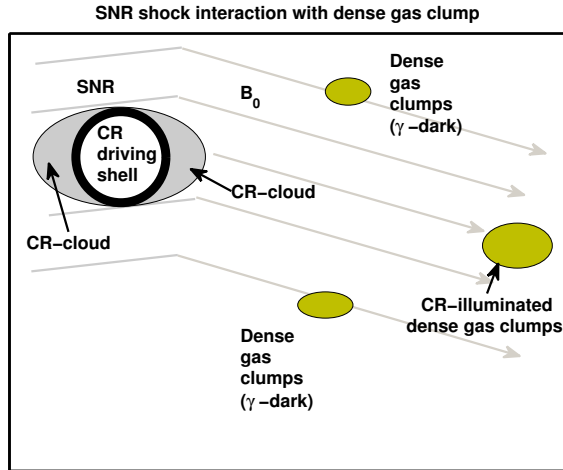 SNR shock interaction with dense gas clump
Dense
gas
clumps
(γ−dark)
SNR
B0
CR
driving
shell
CR−cloud
CR−cloud
CR−illuminated
dense gas clumps
Dense
gas
clumps
(γ−dark)